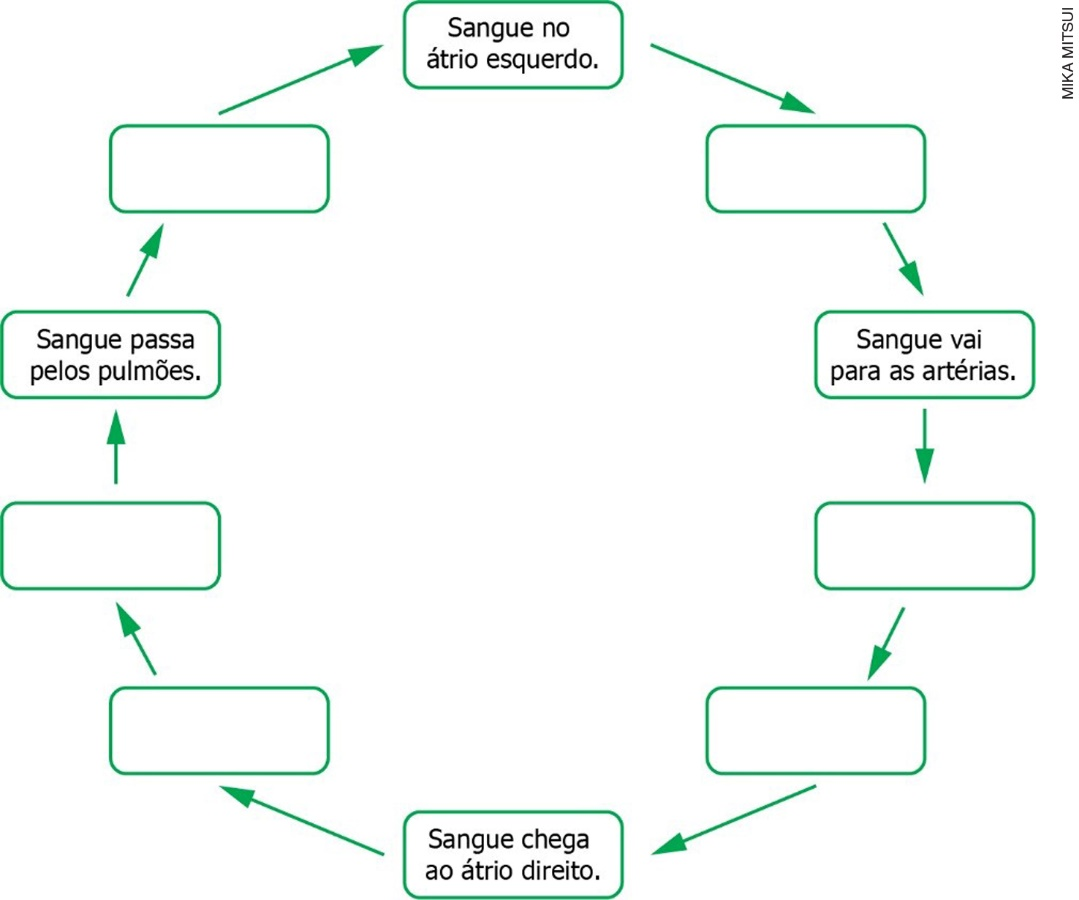 Sangue no
átrio esquerdo.
MIKA MITSUI
Sangue passa
pelos pulmões.
Sangue vai
para as artérias.
Sangue chega
ao átrio direito.